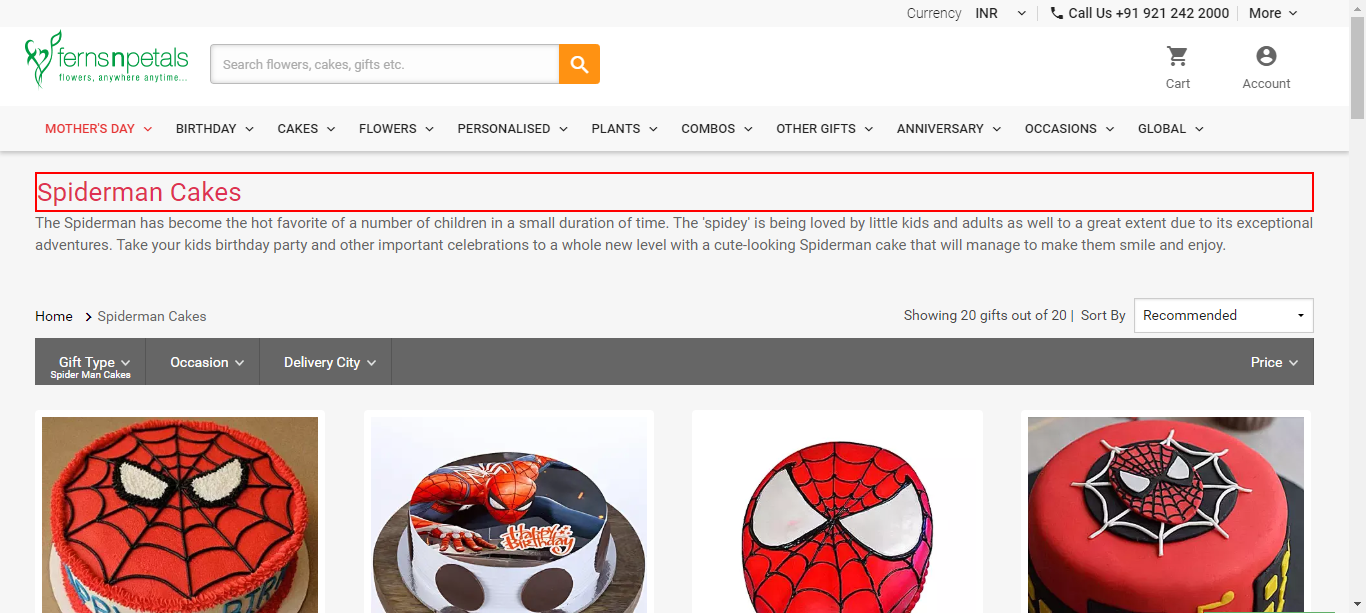 Currency INR Call Us +91 921 242 2000 More
fernsnpetals
flowers, anywhere anytime...
Search flowers, cakes, gifts etc.
Cart Account
MOTHER'S DAY BIRTHDAY CAKES FLOWERS PERSONALISED PLANTS COMBOS OTHER GIFTS ANNIVERSARY OCCASIONS GLOBAL
Spiderman Cakes
The Spiderman has become the hot favorite of a number of children in a small duration of time. The 'spidey' is being loved by little kids and adults as well to a great extent due to its exceptional
adventures. Take your kids birthday party and other important celebrations to a whole new level with a cute-looking Spiderman cake that will manage to make them smile and enjoy.
Home Spiderman Cakes
Showing 20 gifts out of 20 | Sort By Recommended
Gift Type Occasion Delivery City Price
Spider Man Cakes
Happy
Birthday